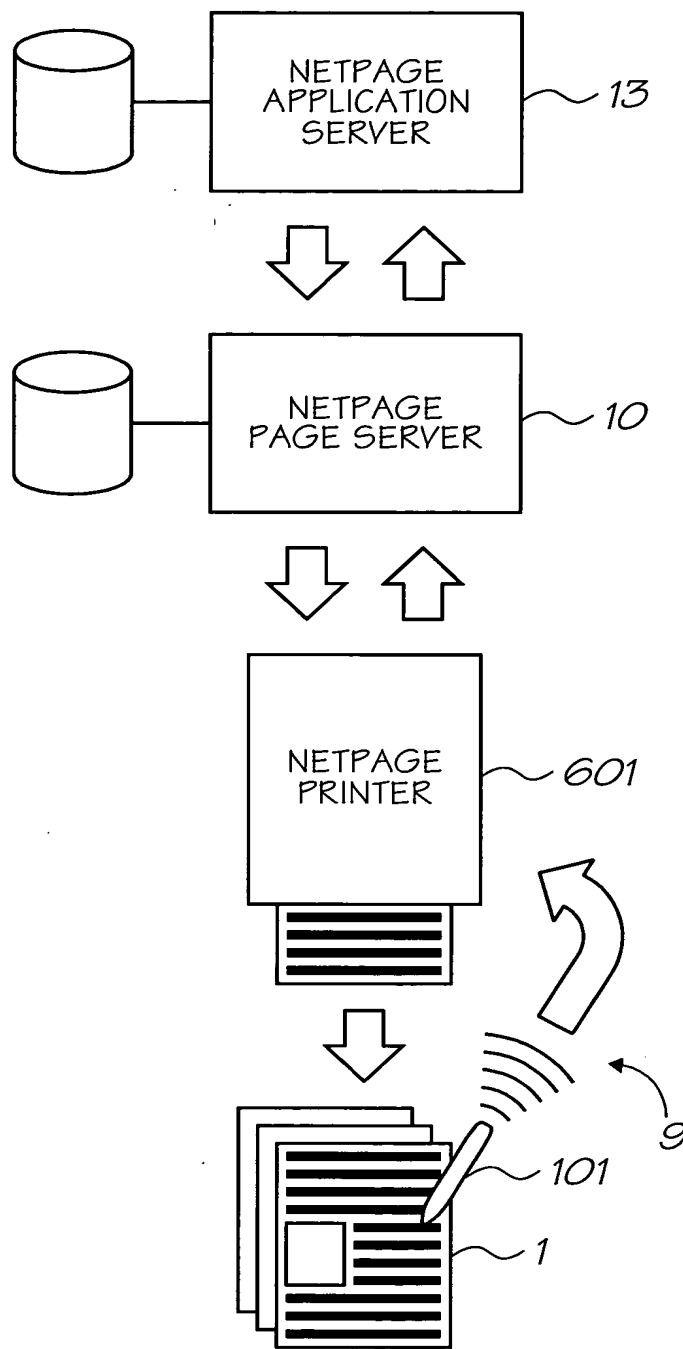 NETPAGE
APPLICATION
SERVER
13
NETPAGE
PAGE SERVER
10
NETPAGE
PRINTER
601
9
101
1